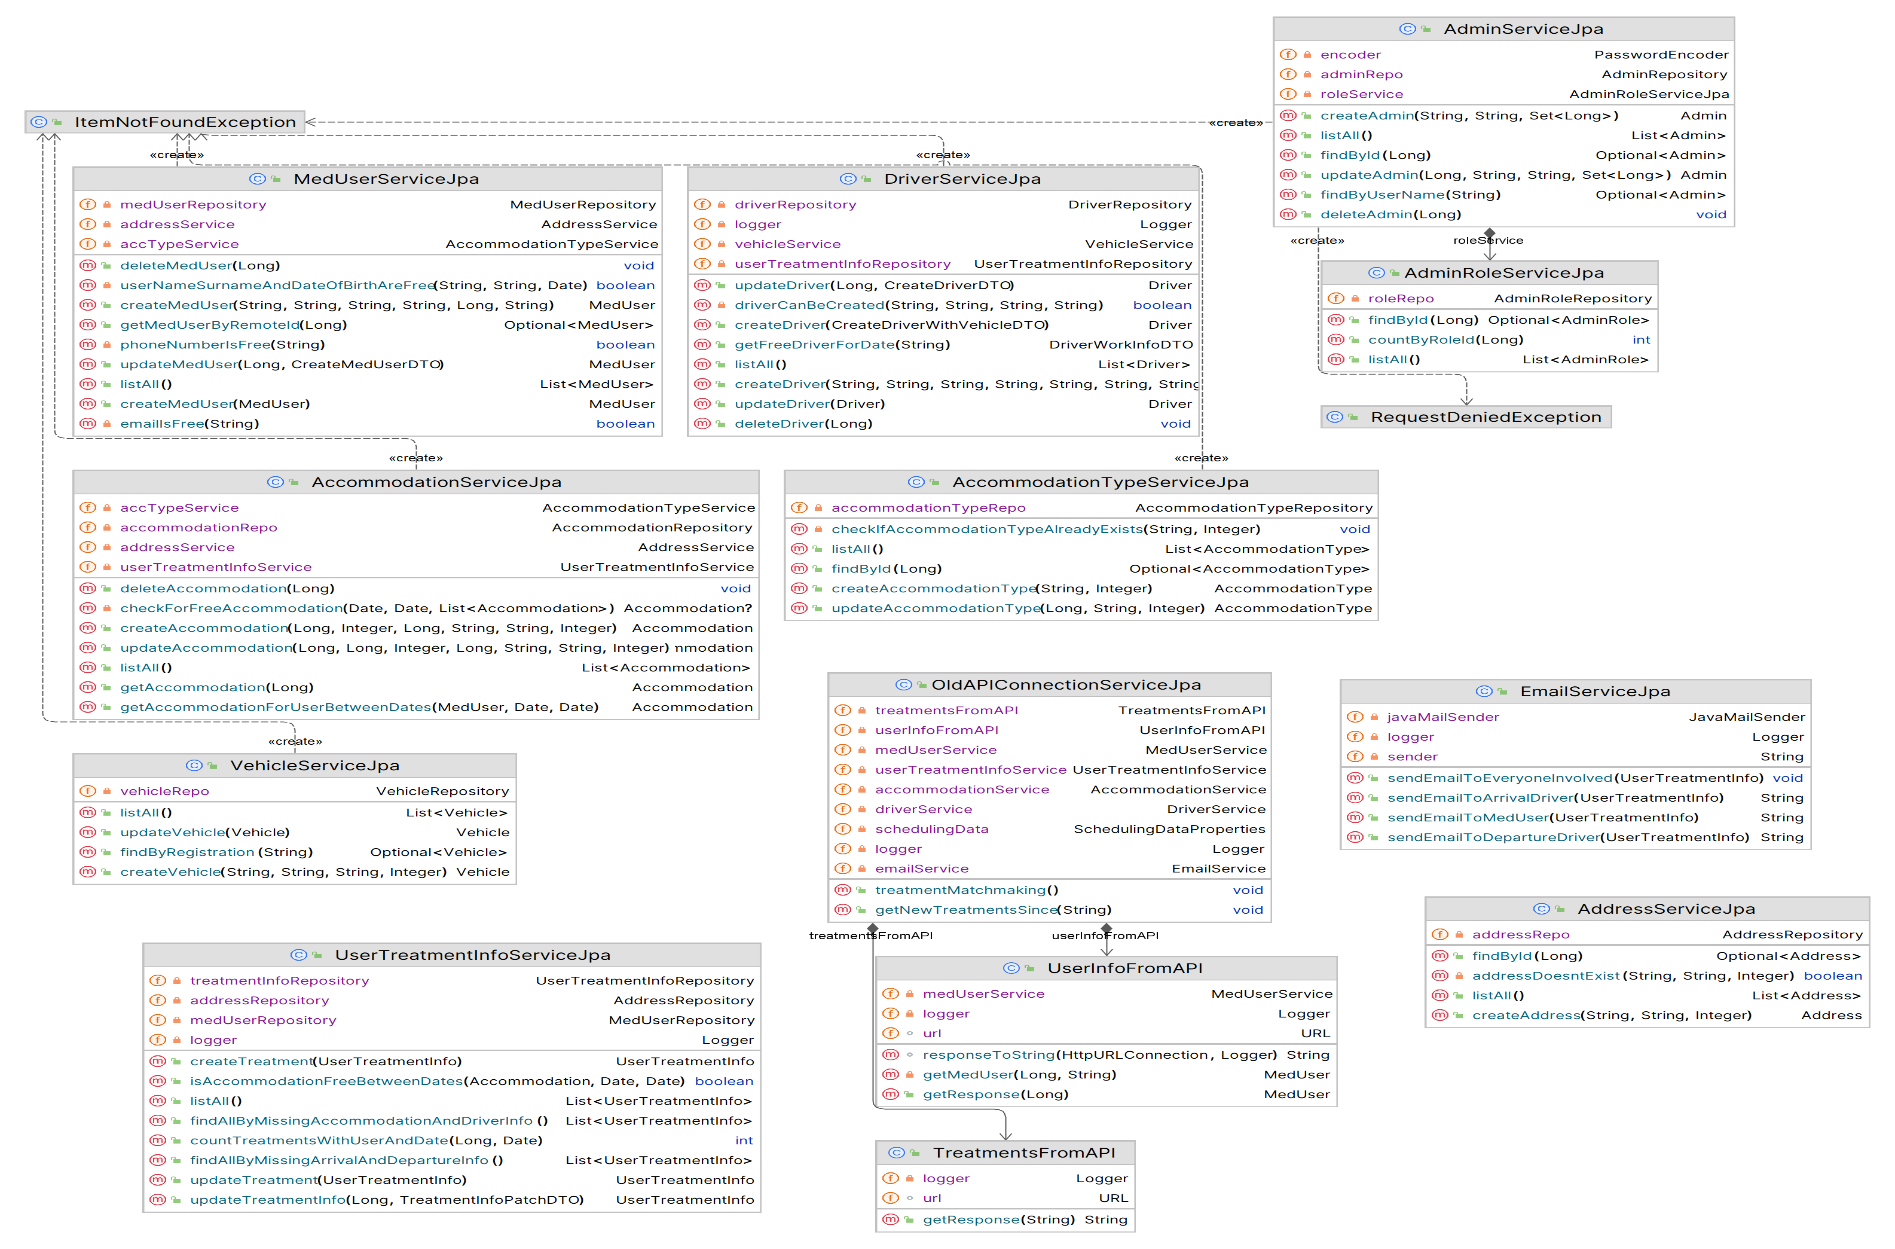 AdminServiceJpa
encoder PasswordEncoder
adminRepo AdminRepository
roleService AdminRoleServiceJpa
createAdmin(String, String, Set<Long>) Admin
listAll() List<Admin>
findById(Long) Optional<Admin>
updateAdmin(Long, String, String, Set<Long>) Admin
findByUserName(String) Optional<Admin>
deleteAdmin(Long) void
ItemNotFoundException
«create»
«create»
«create»
MedUserServiceJpa
medUserRepository MedUserRepository
addressService AddressService
accTypeService AccommodationTypeService
deleteMedUser(Long) void
userNameSurnameAndDateOfBirthAreFree(String, String, Date) boolean
createMedUser(String, String, String, String, Long, String) MedUser
getMedUserByRemoteId(Long) Optional<MedUser>
phoneNumberIsFree(String) boolean
updateMedUser(Long, CreateMedUserDTO) MedUser
listAll() List<MedUser>
createMedUser(MedUser) MedUser
emailIsFree(String) boolean
DriverServiceJpa
driverRepository DriverRepository
logger Logger
vehicleService VehicleService
userTreatmentInfoRepository UserTreatmentInfoRepository
updateDriver(Long, CreateDriverDTO) Driver
driverCanBeCreated(String, String, String, String) boolean
createDriver(CreateDriverWithVehicleDTO) Driver
getFreeDriverForDate(String) DriverWorkInfoDTO
listAll() List<Driver>
createDriver(String, String, String, String, String, String, String
updateDriver(Driver) Driver
deleteDriver(Long) void
«create»
roleService
AdminRoleServiceJpa
roleRepo AdminRoleRepository
findById(Long) Optional<AdminRole>
countByRoleId(Long) int
listAll() List<AdminRole>
RequestDeniedException
«create»
«create»
AccommodationServiceJpa
accTypeService AccommodationTypeService
accommodationRepo AccommodationRepository
addressService AddressService
userTreatmentInfoService UserTreatmentInfoService
deleteAccommodation(Long) void
checkForFreeAccommodation(Date, Date, List<Accommodation>) Accommodation?
createAccommodation(Long, Integer, Long, String, String, Integer) Accommodation
updateAccommodation(Long, Long, Integer, Long, String, String, Integer) nmodation
listAll() List<Accommodation>
getAccommodation(Long) Accommodation
getAccommodationForUserBetweenDates(MedUser, Date, Date) Accommodation
AccommodationTypeServiceJpa
accommodationTypeRepo AccommodationTypeRepository
checkIfAccommodationTypeAlreadyExists(String, Integer) void
listAll() List<AccommodationType>
findById(Long) Optional<AccommodationType>
createAccommodationType(String, Integer) AccommodationType
updateAccommodationType(Long, String, Integer) AccommodationType
«create»
VehicleServiceJpa
vehicleRepo VehicleRepository
listAll() List<Vehicle>
updateVehicle(Vehicle) Vehicle
findByRegistration (String) Optional<Vehicle>
createVehicle(String, String, String, Integer) Vehicle
OldAPIConnectionServiceJpa
treatmentsFromAPI TreatmentsFromAPI
userInfoFromAPI UserInfoFromAPI
medUserService MedUserService
userTreatmentInfoService UserTreatmentInfoService
accommodationService AccommodationService
driverService DriverService
schedulingData SchedulingDataProperties
logger Logger
emailService EmailService
treatmentMatchmaking() void
getNewTreatmentsSince(String) void
EmailServiceJpa
javaMailSender JavaMailSender
logger Logger
sender String
sendEmailToEveryoneInvolved(UserTreatmentInfo) void
sendEmailToArrivalDriver(UserTreatmentInfo) String
sendEmailToMedUser(UserTreatmentInfo) String
sendEmailToDepartureDriver(UserTreatmentInfo) String
treatmentsFromAPI
userInfoFromAPI
AddressServiceJpa
addressRepo AddressRepository
findById(Long) Optional<Address>
addressDoesntExist (String, String, Integer) boolean
listAll() List<Address>
createAddress(String, String, Integer) Address
UserTreatmentInfoServiceJpa
treatmentInfoRepository UserTreatmentInfoRepository
addressRepository AddressRepository
medUserRepository MedUserRepository
logger Logger
createTreatment(UserTreatmentInfo) UserTreatmentInfo
isAccommodationFreeBetweenDates(Accommodation, Date, Date) boolean
listAll() List<UserTreatmentInfo>
findAllByMissingAccommodationAndDriverInfo () List<UserTreatmentInfo>
countTreatmentsWithUserAndDate(Long, Date) int
findAllByMissingArrivalAndDepartureInfo () List<UserTreatmentInfo>
updateTreatment(UserTreatmentInfo) UserTreatmentInfo
updateTreatmentInfo(Long, TreatmentInfoPatchDTO) UserTreatmentInfo
UserInfoFromAPI
medUserService MedUserService
logger Logger
url URL
responseToString(HttpURLConnection, Logger) String
getMedUser(Long, String) MedUser
getResponse(Long) MedUser
TreatmentsFromAPI
logger Logger
url URL
getResponse(String) String